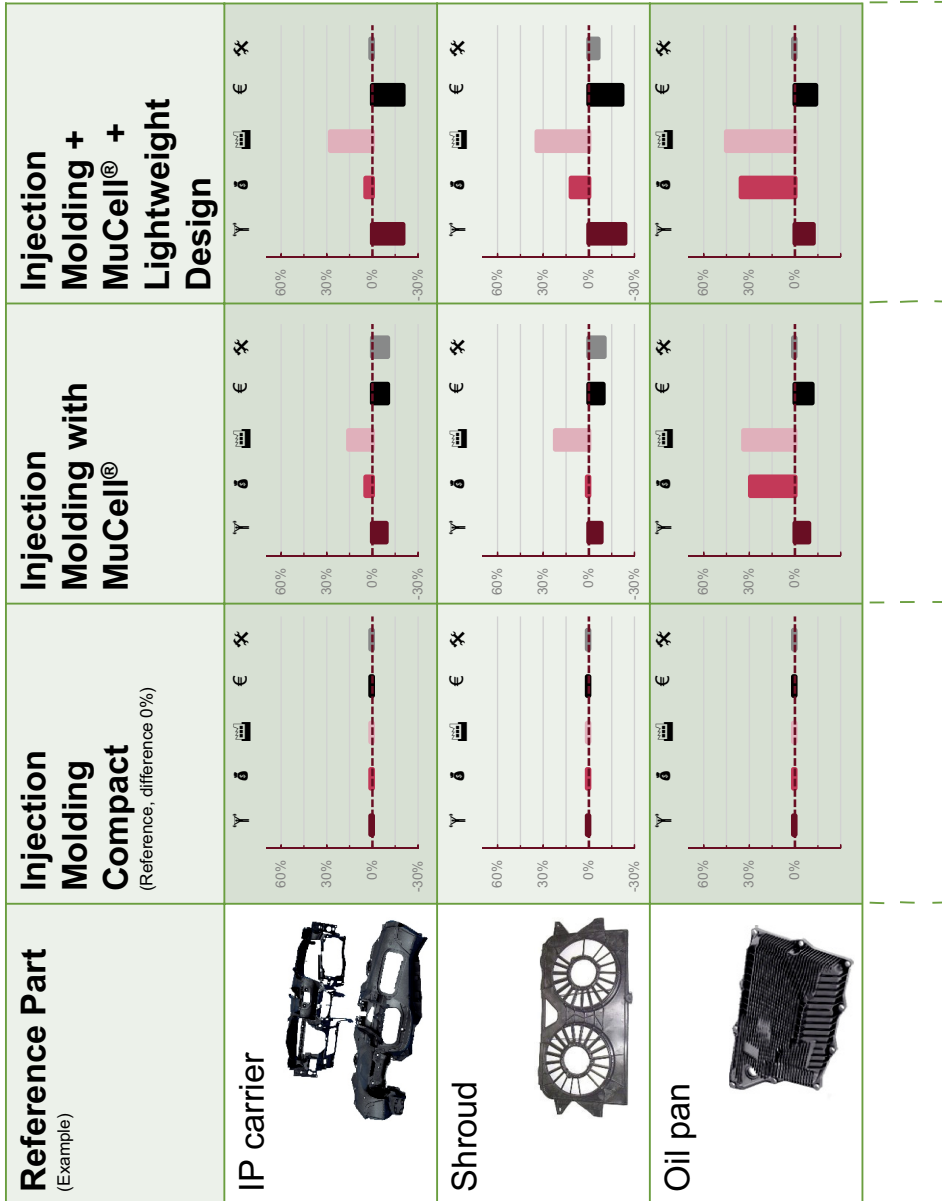 Reference Part
(Example)
Injection
Molding
Compact
(Reference, difference 0%)
Injection
Molding with
MuCell®
Injection
Molding +
MuCell® +
Lightweight
Design
IP carrier
60%
30%
0%
-30%
€
60%
30%
0%
-30%
€
60%
30%
0%
-30%
€
Shroud
60%
30%
0%
-30%
€
60%
30%
0%
-30%
€
60%
30%
0%
-30%
€
Oil pan
60%
30%
0%
€
60%
30%
0%
€
60%
30%
0%
€